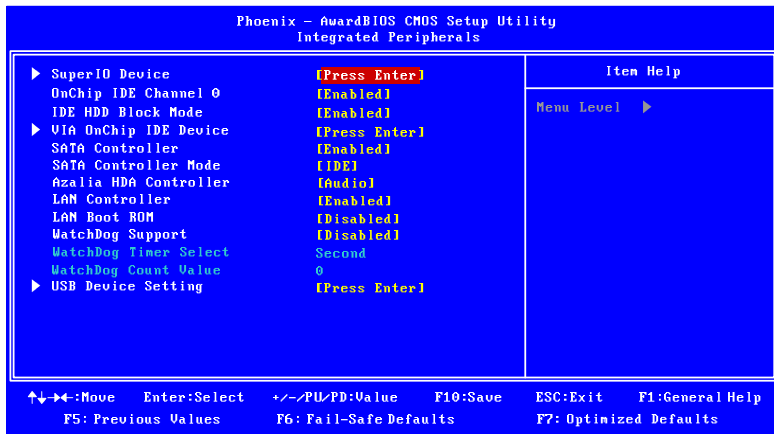 Phoenix – AwardBIOS CMOS Setup Utility
Integrated Peripherals
SuperIO Device [Press Enter]
OnChip IDE Channel 0 [Enabled]
IDE HDD Block Mode [Enabled]
VIA OnChip IDE Device [Press Enter]
SATA Controller [Enabled]
SATA Controller Mode [IDE]
Azalia HDA Controller [Audio]
LAN Controller [Enabled]
LAN Boot ROM [Disabled]
WatchDog Support [Disabled]
WatchDog Timer Select Second
WatchDog Count Value 0
USB Device Setting [Press Enter]
Item Help
Menu Level ▶
↑↓→←:Move Enter:Select +/-/PU/PD:Value F10:Save ESC:Exit F1:General Help
F5: Previous Values F6: Fail-Safe Defaults F7: Optimized Defaults